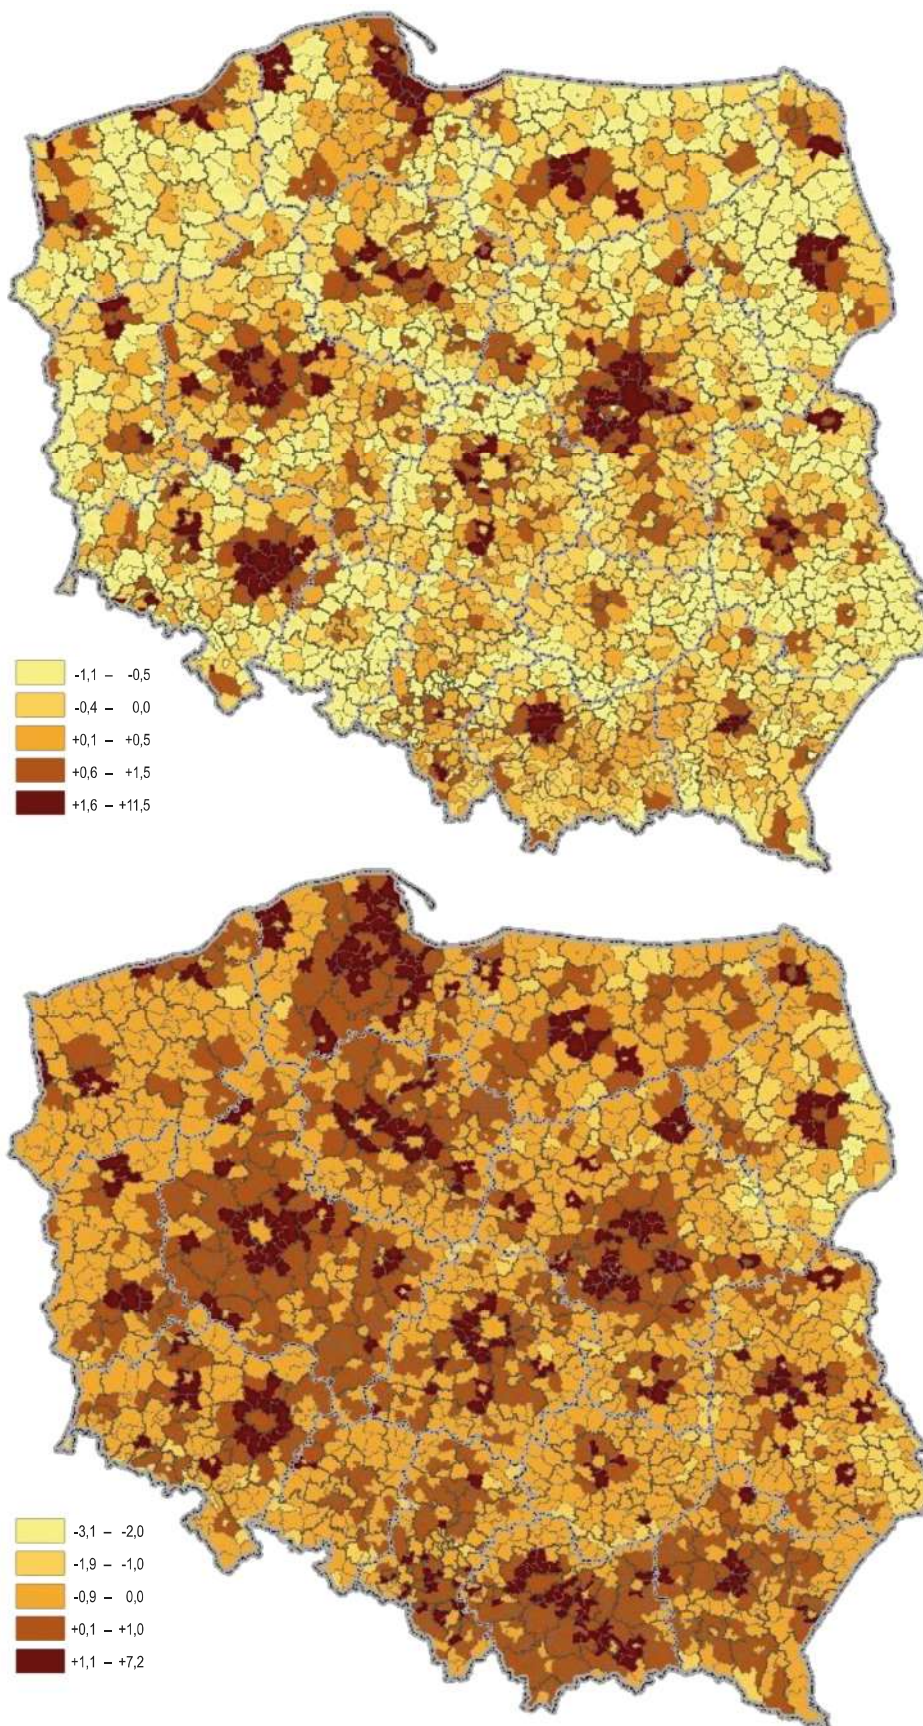 -1,1 – -0,5
-0,4 – 0,0
+0,1 – +0,5
+0,6 – +1,5
+1,6 – +11,5
-3,1 – -2,0
-1,9 – -1,0
-0,9 – 0,0
+0,1 – +1,0
+1,1 – +7,2